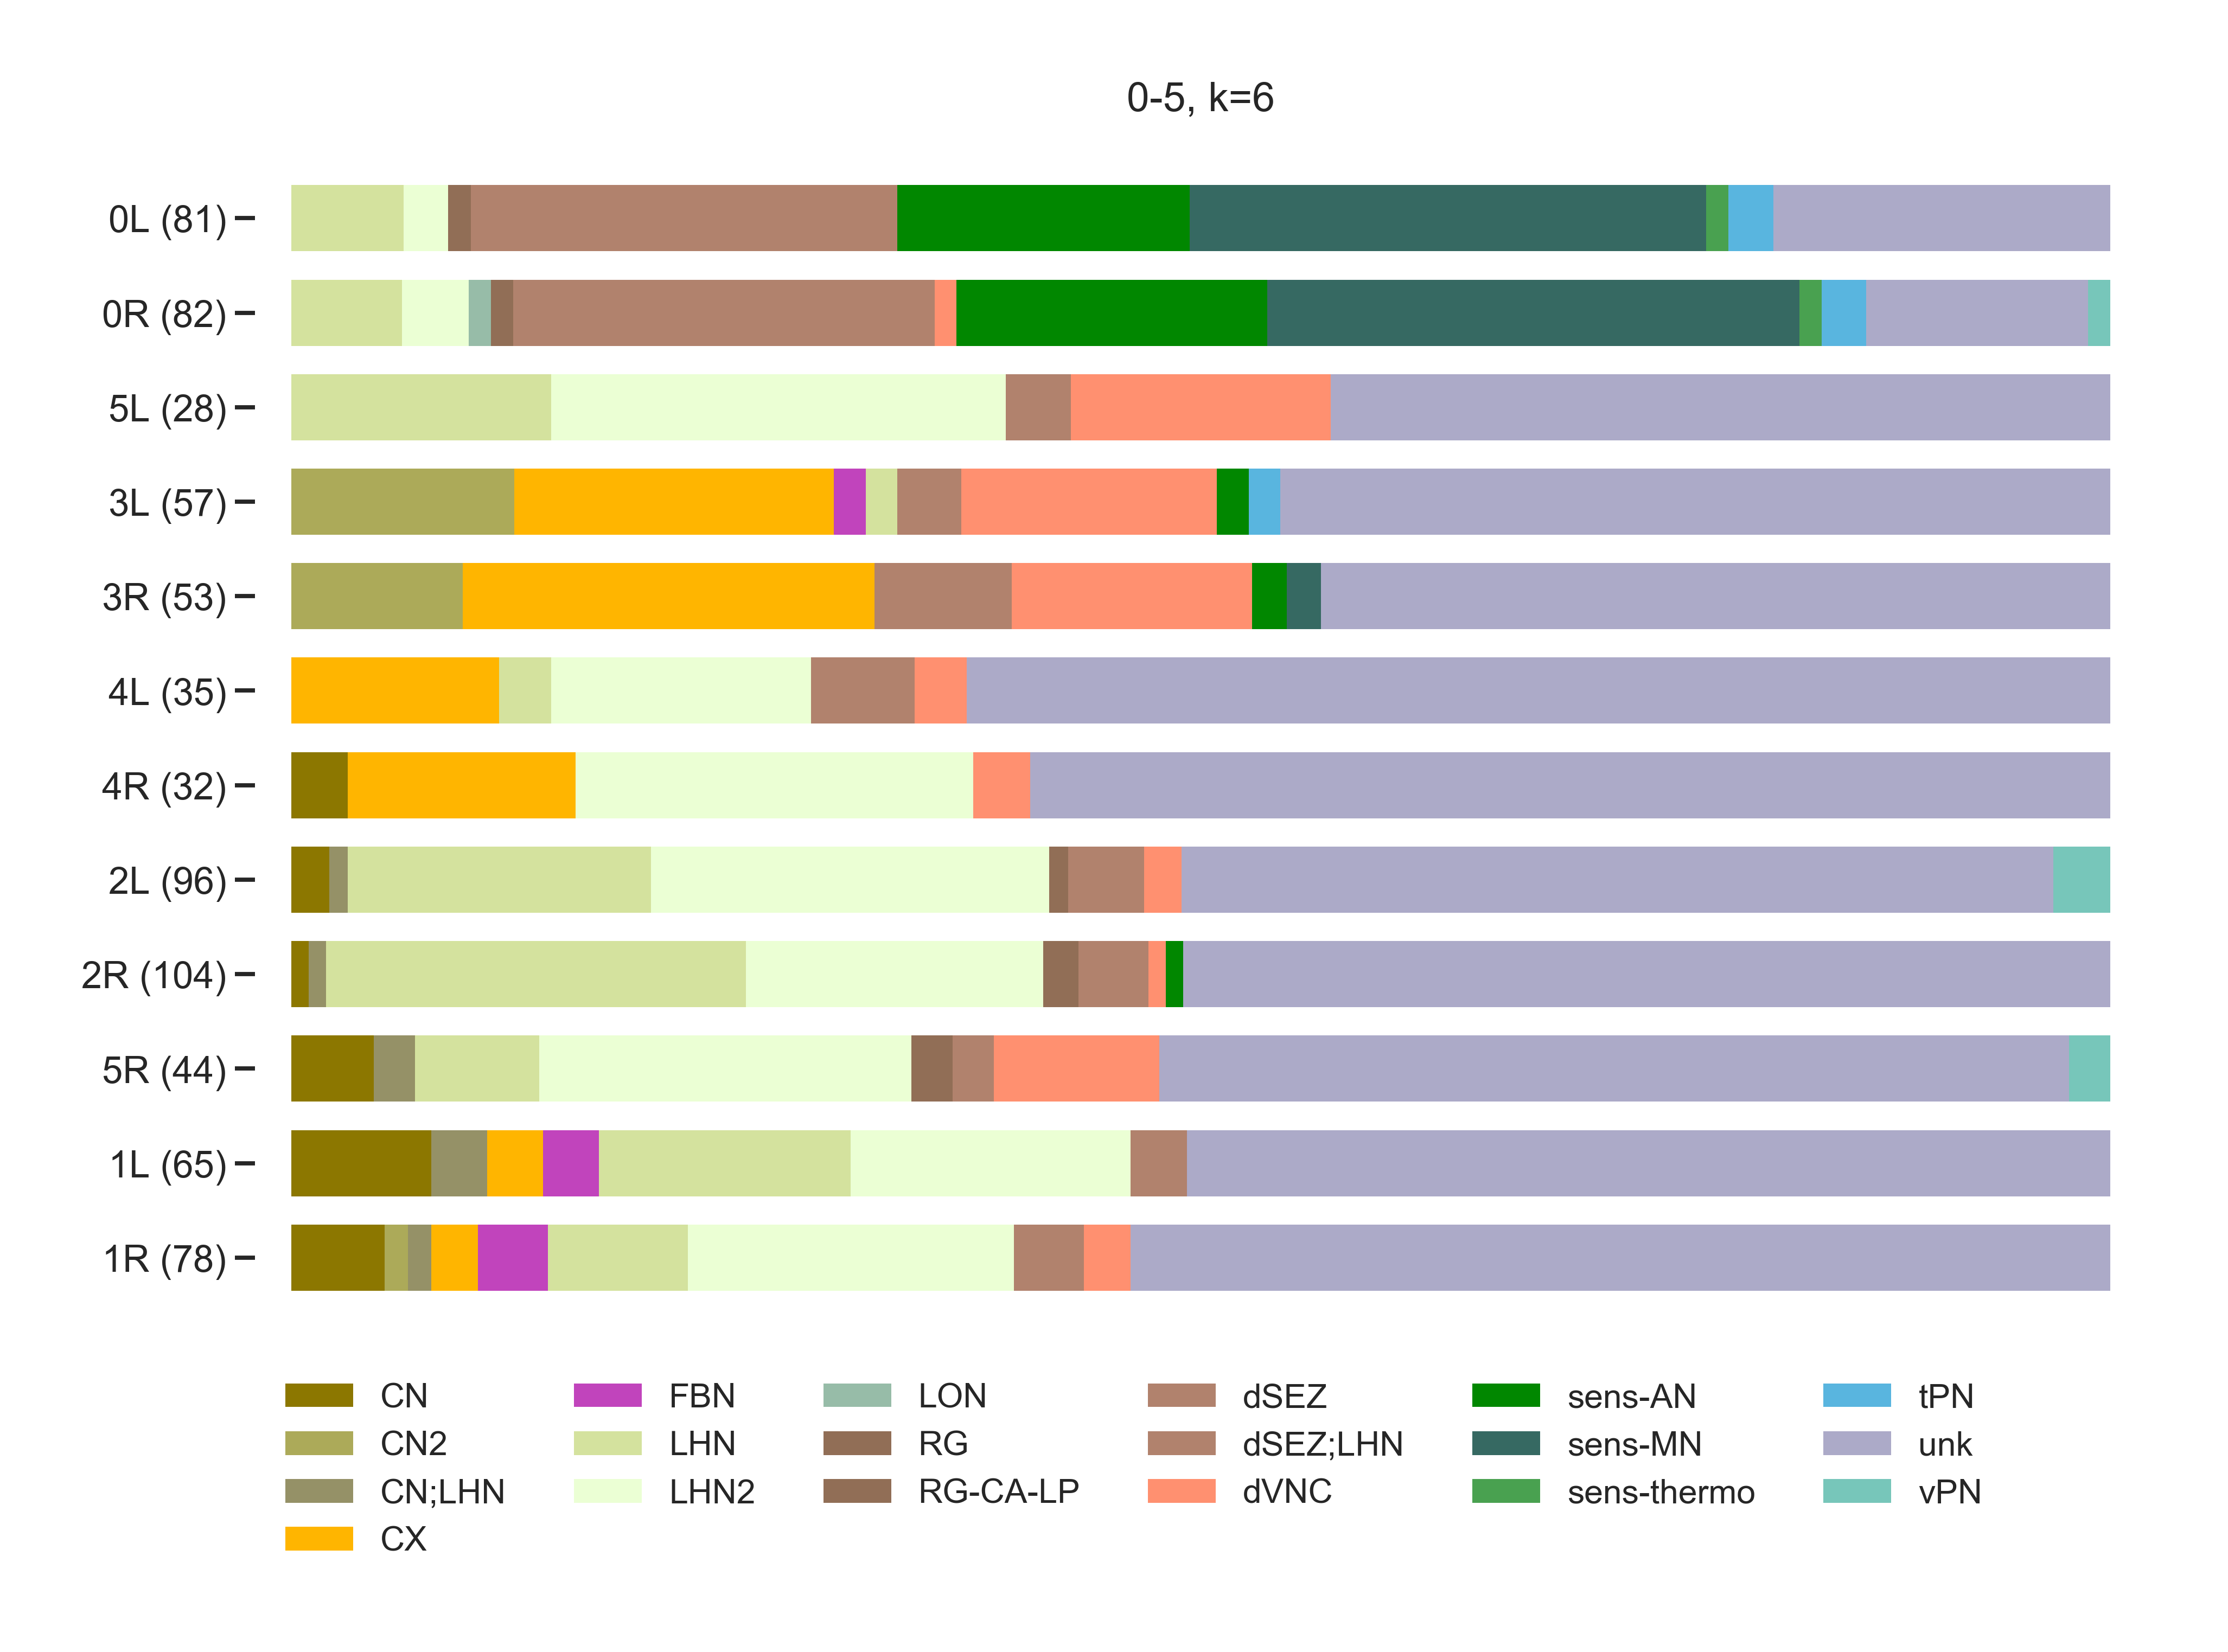 0-5, k=6
0L (81)
0R (82)
5L (28)
3L (57)
3R (53)
4L (35)
4R (32)
2L (96)
2R (104)
5R (44)
1L (65)
1R (78)
CN FBN LON dSEZ sens-AN tPN
CN2 LHN RG dSEZ;LHN sens-MN unk
CN;LHN LHN2 RG-CA-LP dVNC sens-thermo vPN
CX